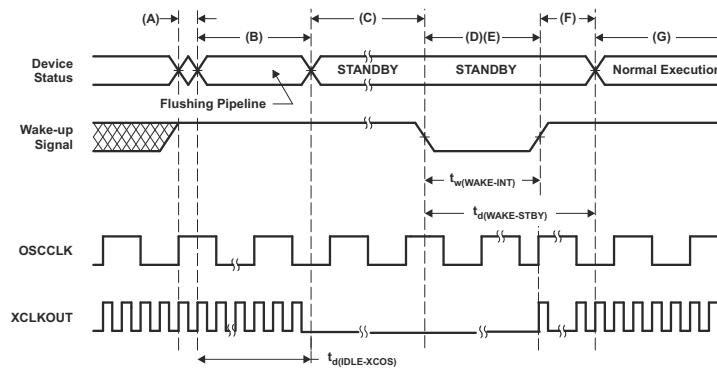 (A)
(B)
(C)
(D)(E)
(F)
(G)
Device
Status
STANDBY
STANDBY
Normal Execution
Flushing Pipeline
Wake-up
Signal
tw(WAKE-INT)
td(WAKE-STBY)
OSCCLK
XCLKOUT
td(IDLE-XCOS)